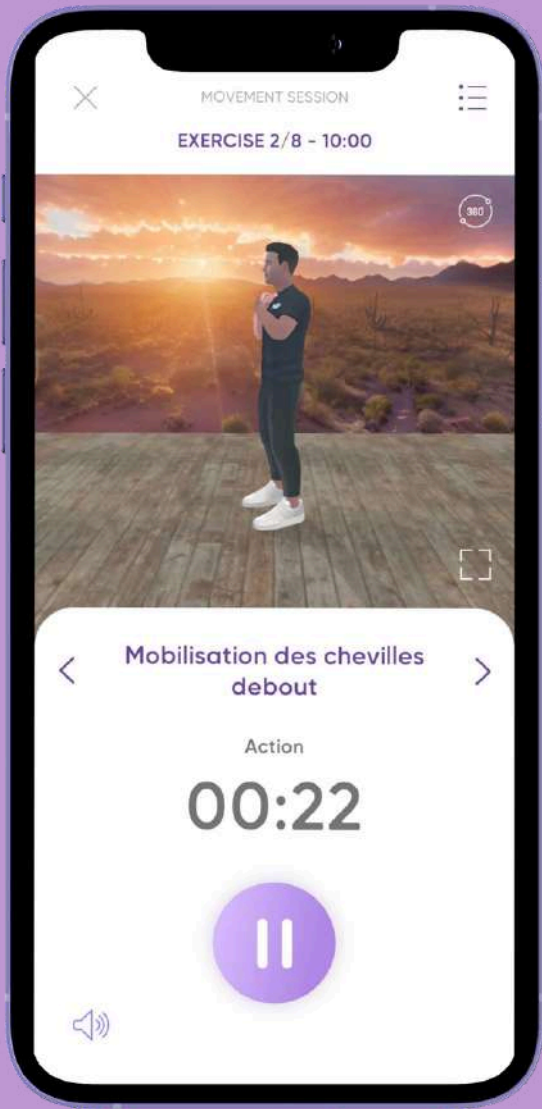 MOVEMENT SESSION
EXERCISE 2/8 - 10:00
360
Mobilisation des chevilles
debout
Action
00:22